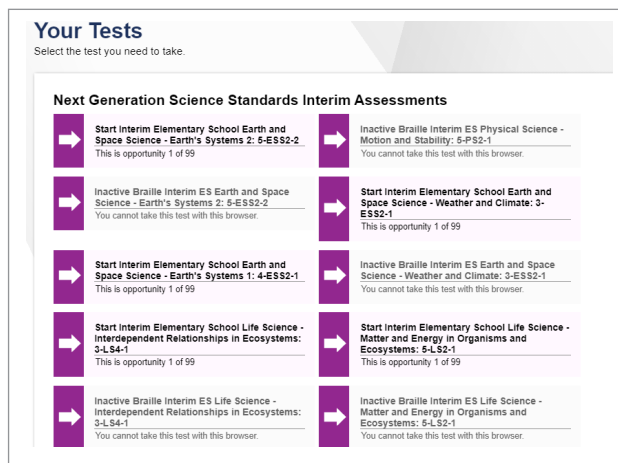 Your Tests
Select the test you need to take.
Next Generation Science Standards Interim Assessments
Start Interim Elementary School Earth and
Space Science - Earth's Systems 2: 5-ESS2-2
This is opportunity 1 of 99
Inactive Braille Interim ES Physical Science -
Motion and Stability: 5-PS2-1
You cannot take this test with this browser.
Inactive Braille Interim ES Earth and Space
Science - Earth's Systems 2: 5-ESS2-2
You cannot take this test with this browser.
Start Interim Elementary School Earth and
Space Science - Weather and Climate: 3-
ESS2-1
This is opportunity 1 of 99
Start Interim Elementary School Earth and
Space Science - Earth's Systems 1: 4-ESS2-1
This is opportunity 1 of 99
Inactive Braille Interim ES Earth and Space
Science - Weather and Climate: 3-ESS2-1
You cannot take this test with this browser.
Start Interim Elementary School Life Science -
Interdependent Relationships in Ecosystems:
3-LS4-1
This is opportunity 1 of 99
Start Interim Elementary School Life Science -
Matter and Energy in Organisms and
Ecosystems: 5-LS2-1
This is opportunity 1 of 99
Inactive Braille Interim ES Life Science -
Interdependent Relationships in Ecosystems:
3-LS4-1
You cannot take this test with this browser.
Inactive Braille Interim ES Life Science -
Matter and Energy in Organisms and
Ecosystems: 5-LS2-1
You cannot take this test with this browser.